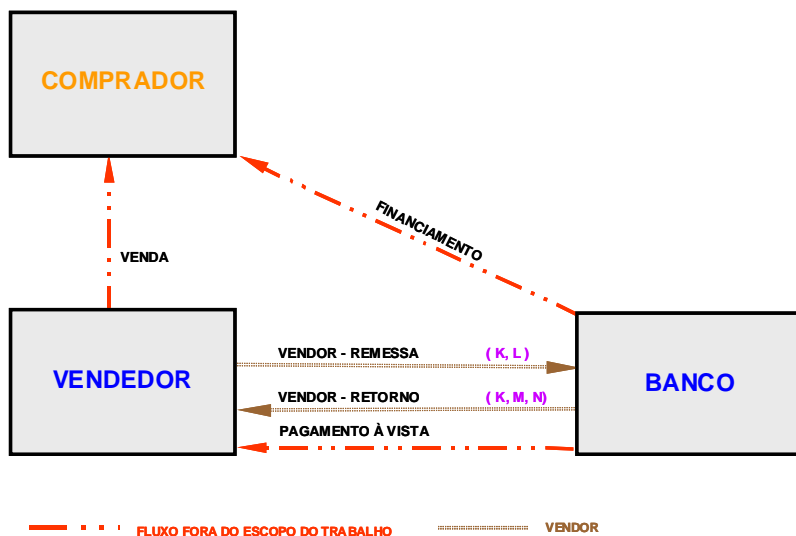 COMPRADOR
FINANCIAMENTO
VENDA
VENDEDOR
VENDOR - REMESSA ( K, L )
VENDOR - RETORNO ( K, M, N)
PAGAMENTO À VISTA
BANCO
FLUXO FORA DO ESCOPO DO TRABALHO VENDOR